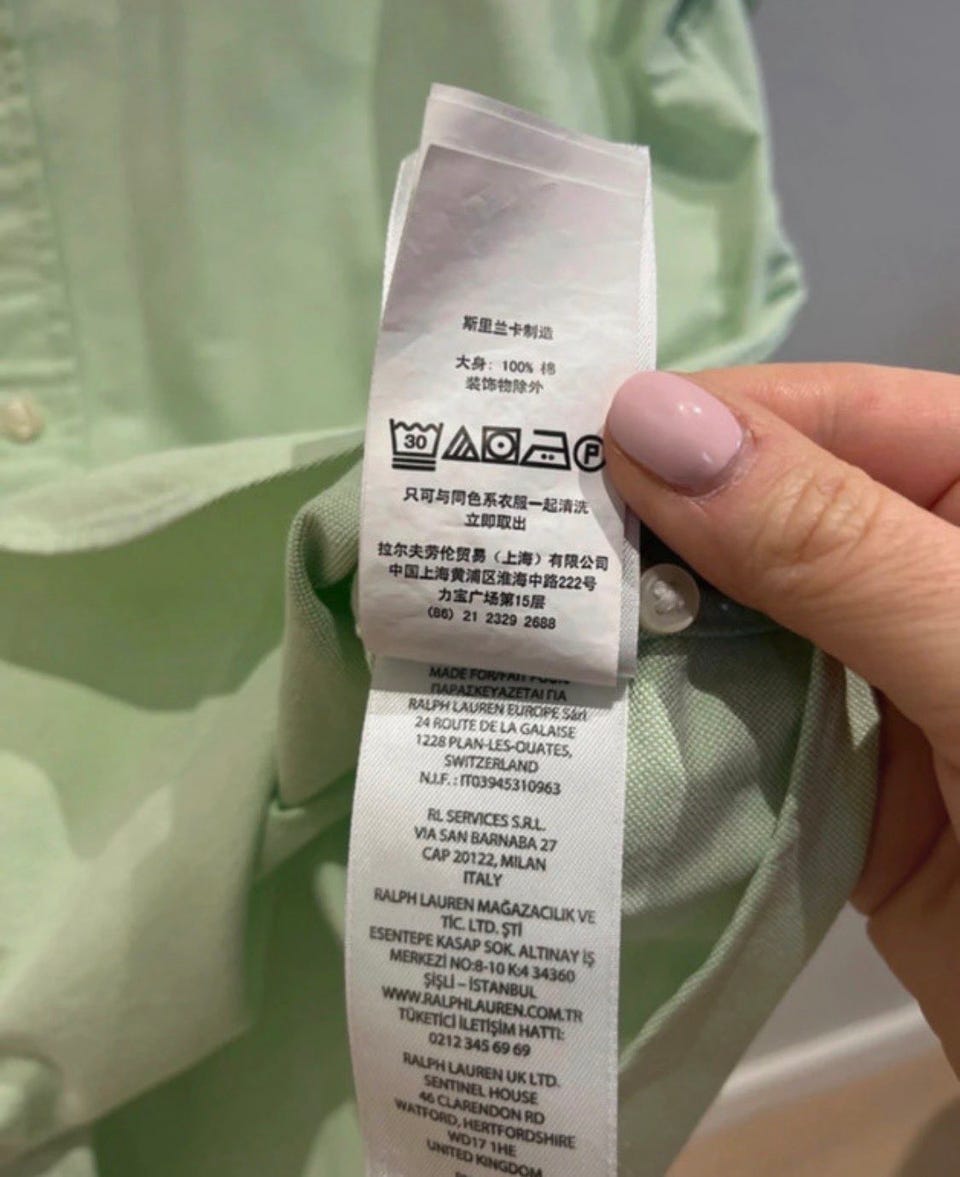 斯里兰卡制造
大身: 100% 棉
装饰物除外
30 P
只可与同色系衣服一起清洗
立即取出
拉尔夫劳伦贸易（上海）有限公司
中国上海黄浦区淮海中路222号
力宝广场第15层
(86) 21 2329 2688
MADE FOR/FAIT POUR
ΠΑΡΑΣΚΕΥΑΖΕΤΑΙ ΓΙΑ
RALPH LAUREN EUROPE Sàrl
24 ROUTE DE LA GALAISE
1228 PLAN-LES-OUATES,
SWITZERLAND
N.I.F. : IT03945310963
RL SERVICES S.R.L.
VIA SAN BARNABA 27
CAP 20122, MILAN
ITALY
RALPH LAUREN MAĞAZACILIK VE
TİC. LTD. ŞTİ
ESENTEPE KASAP SOK. ALTINAY İŞ
MERKEZİ NO:8-10 K:4 34360
ŞİŞLİ – İSTANBUL
WWW.RALPHLAUREN.COM.TR
TÜKETİCİ İLETİŞİM HATTI:
0212 345 69 69
RALPH LAUREN UK LTD.
SENTINEL HOUSE
46 CLARENDON RD
WATFORD, HERTFORDSHIRE
WD17 1HE
UNITED KINGDOM